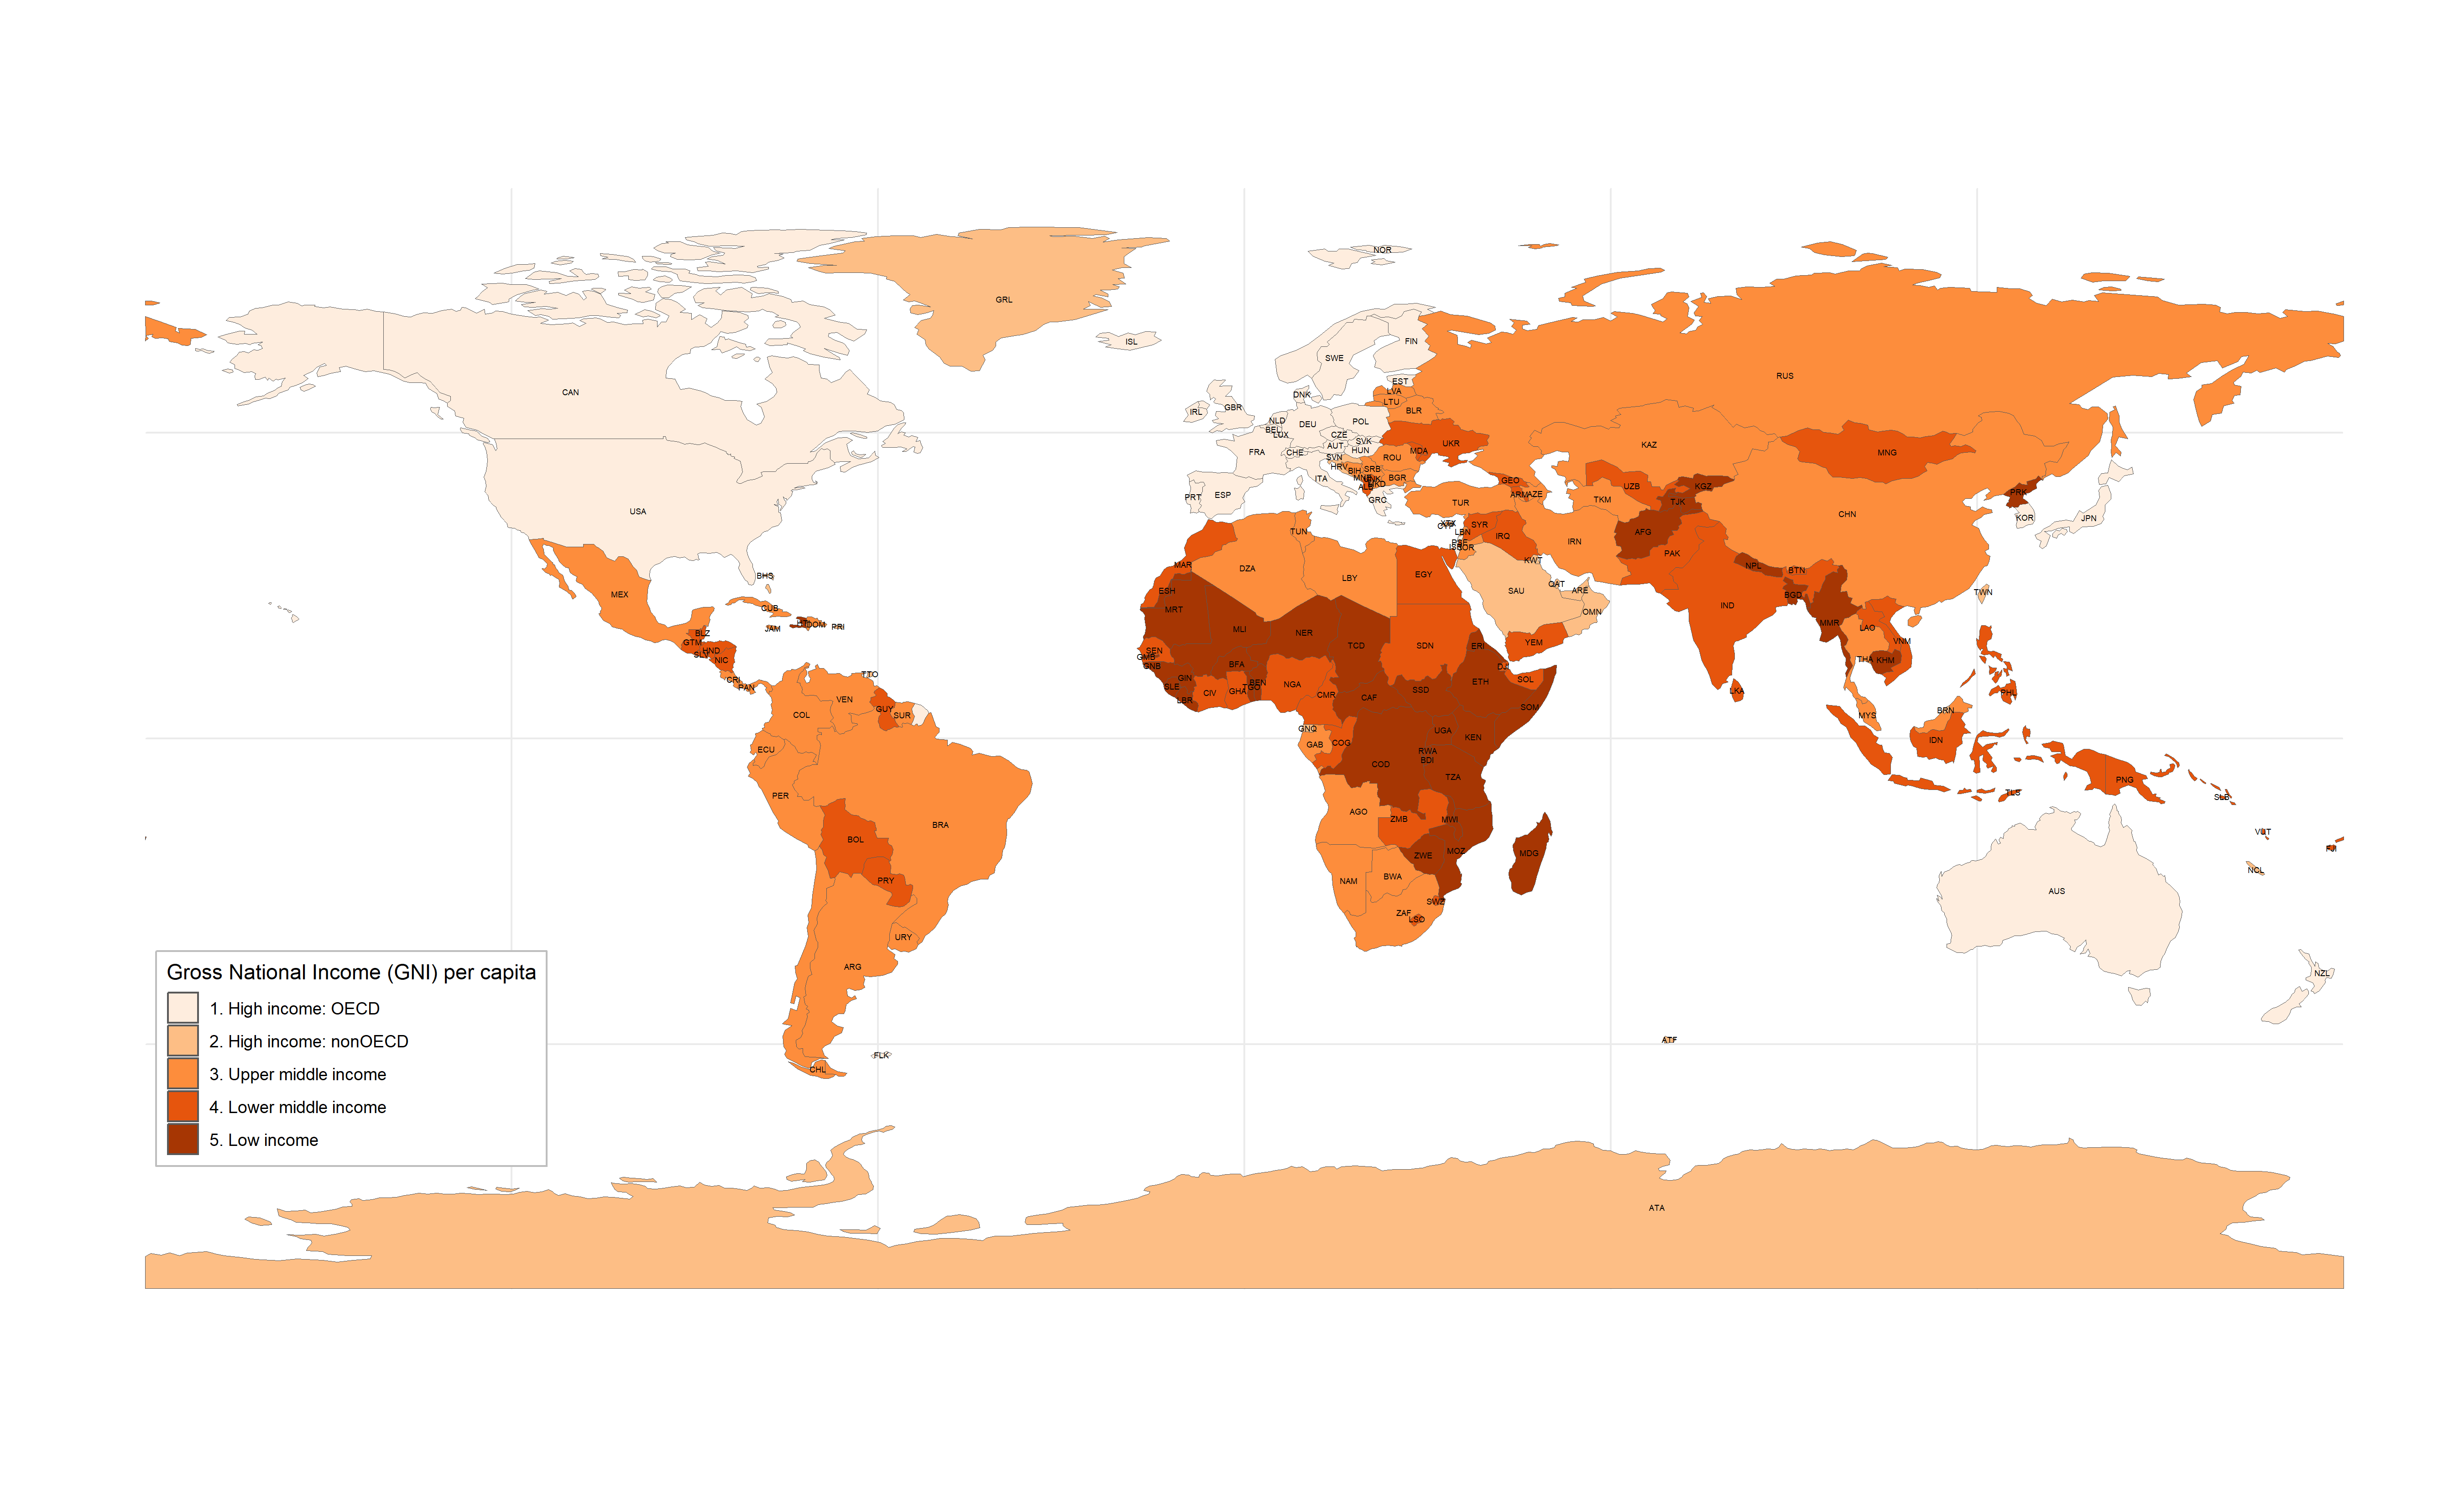 NOR
GRL
ISL
FIN
SWE
RUS
EST
LVA
LTU
DNK
CAN
IRL
GBR
BLR
NLD
BEL
LUX
DEU
POL
CZE
SVK
UKR
AUT
HUN
MDA
KAZ
FRA
CHE
SVN
HRV
ROU
MNG
BIH
SRB
ITA
BGR
MKD
ALB
GEO
UZB
KGZ
PRT
ESP
GRC
TUR
ARM
AZE
TKM
TJK
PRK
USA
CHN
KOR
JPN
TUN
SYR
LBN
IRQ
IRN
AFG
PAK
MAR
DZA
LBY
EGY
KWT
NPL
BTN
BHS
MEX
ESH
QAT
ARE
SAU
BGD
TWN
CUB
MRT
OMN
IND
JAM
DOM
PRI
BLZ
GTM
HND
SLV
NIC
MLI
NER
TCD
SDN
ERI
YEM
MMR
LAO
VNM
SEN
GMB
GNB
BFA
DJI
THA
KHM
CRI
PAN
TTO
GIN
BEN
NGA
SSD
ETH
SOL
SLE
CIV
GHA
TGO
CMR
CAF
LKA
PHL
VEN
LBR
SOM
COL
GUY
SUR
MYS
BRN
GNQ
GAB
COG
UGA
KEN
IDN
ECU
RWA
BDI
COD
TZA
PNG
PER
TLS
SLB
BRA
AGO
ZMB
MWI
BOL
VUT
FJI
ZWE
MOZ
MDG
NCL
PRY
NAM
BWA
AUS
SWZ
ZAF
LSO
URY
ARG
NZL
ATF
FLK
CHL
ATA
Gross National Income (GNI) per capita
1. High income: OECD
2. High income: nonOECD
3. Upper middle income
4. Lower middle income
5. Low income